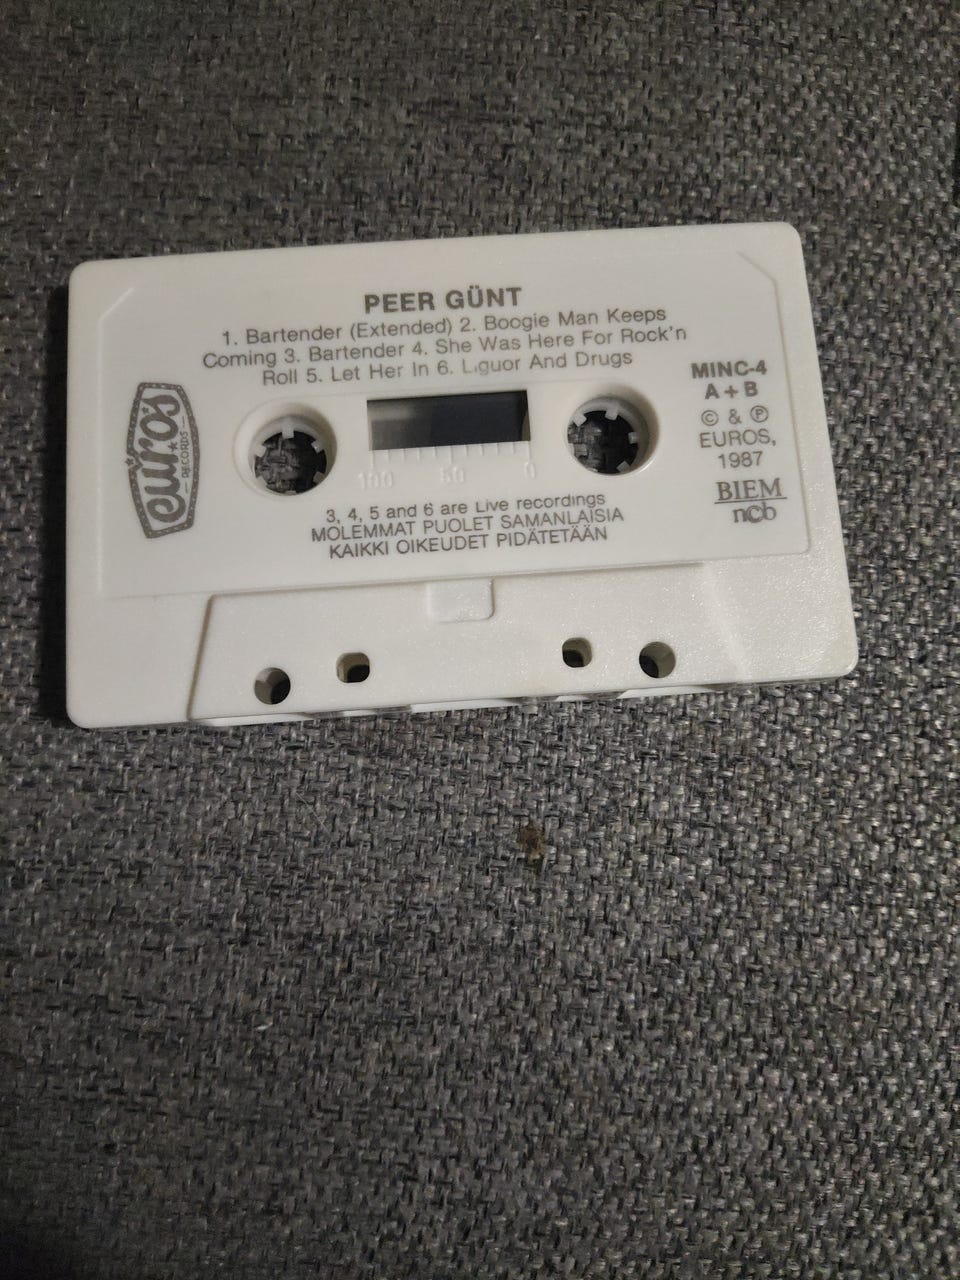 PEER GÜNT
1. Bartender (Extended) 2. Boogie Man Keeps
Coming 3. Bartender 4. She Was Here For Rock'n
Roll 5. Let Her In 6. Liguor And Drugs
euros
RECORDS
MINC-4
A + B
© & ℗
EUROS,
1987
BIEM
ncb
100 50 0
3, 4, 5 and 6 are Live recordings
MOLEMMAT PUOLET SAMANLAISIA
KAIKKI OIKEUDET PIDÄTETÄÄN